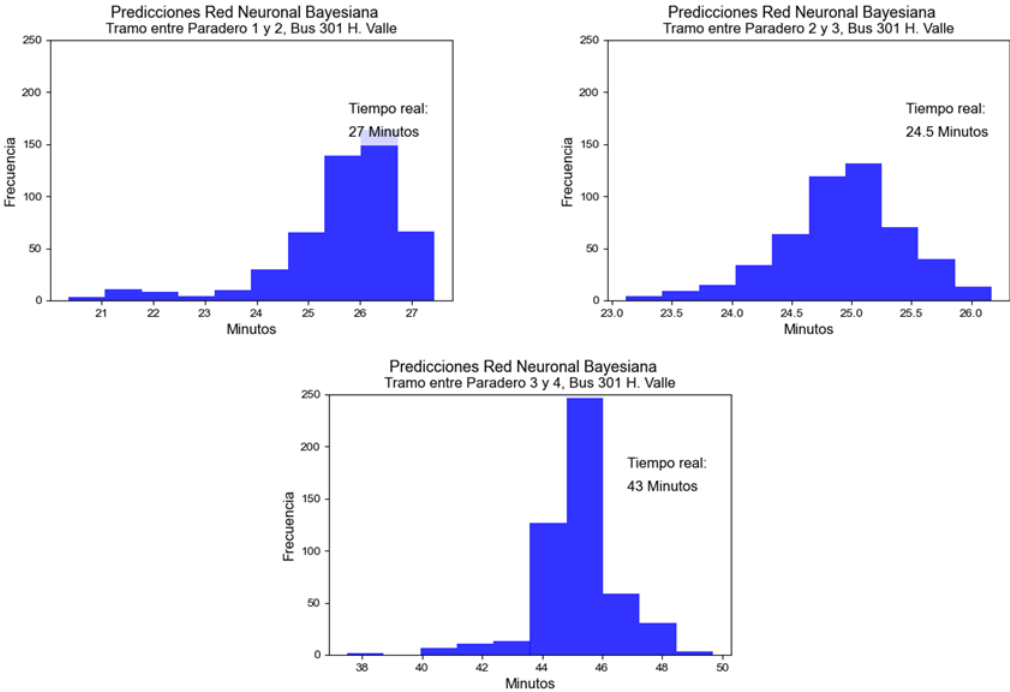 Predicciones Red Neuronal Bayesiana
Tramo entre Paradero 1 y 2, Bus 301 H. Valle
250
200
150
100
50
0
Frecuencia
Tiempo real:
27 Minutos
21 22 23 24 25 26 27
Minutos
Predicciones Red Neuronal Bayesiana
Tramo entre Paradero 2 y 3, Bus 301 H. Valle
250
200
150
100
50
0
Frecuencia
Tiempo real:
24.5 Minutos
23.0 23.5 24.0 24.5 25.0 25.5 26.0
Minutos
Predicciones Red Neuronal Bayesiana
Tramo entre Paradero 3 y 4, Bus 301 H. Valle
250
200
150
100
50
0
Frecuencia
Tiempo real:
43 Minutos
38 40 42 44 46 48 50
Minutos